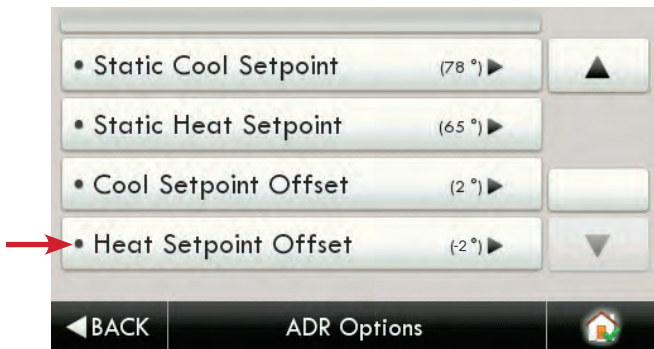 • Static Cool Setpoint (78 °)▶
• Static Heat Setpoint (65 °)▶
• Cool Setpoint Offset (2 °)▶
• Heat Setpoint Offset (-2 °)▶
◀BACK ADR Options